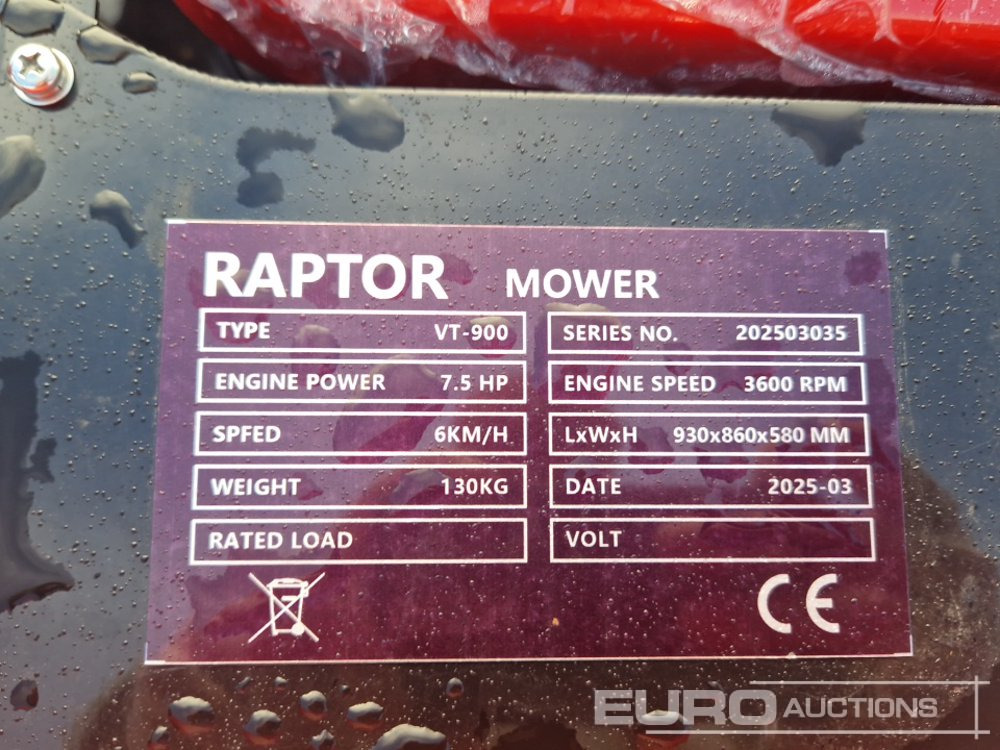 RAPTOR MOWER
TYPE VT-900 SERIES NO. 202503035
ENGINE POWER 7.5 HP ENGINE SPEED 3600 RPM
SPFED 6KM/H LxWxH 930x860x580 MM
WEIGHT 130KG DATE 2025-03
RATED LOAD VOLT
CE
EURO AUCTIONS